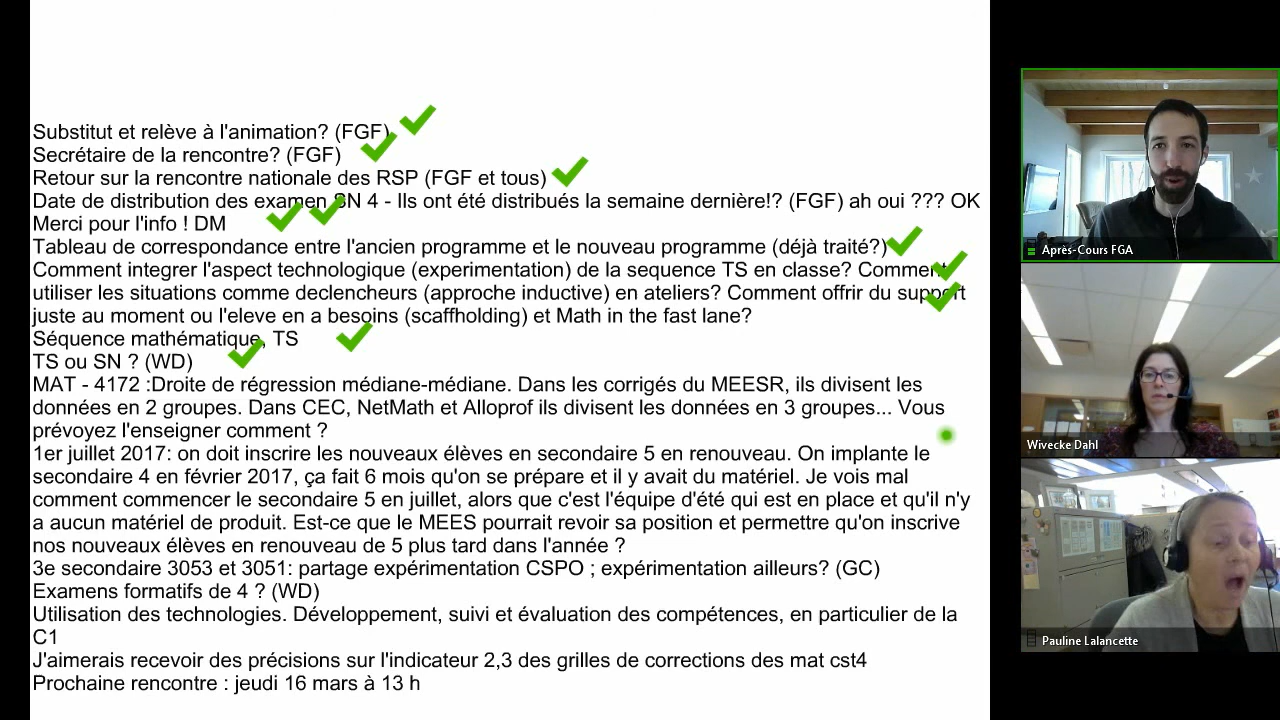 Substitut et relève à l'animation? (FGF)
Secrétaire de la rencontre? (FGF)
Retour sur la rencontre nationale des RSP (FGF et tous)
Date de distribution des examen SN 4 - Ils ont été distribués la semaine dernière!? (FGF) ah oui ??? OK
Merci pour l'info ! DM
Tableau de correspondance entre l'ancien programme et le nouveau programme (déjà traité?)
Comment integrer l'aspect technologique (experimentation) de la sequence TS en classe? Comment
utiliser les situations comme declencheurs (approche inductive) en ateliers? Comment offrir du support
juste au moment ou l'eleve en a besoins (scaffholding) et Math in the fast lane?
Séquence mathématique, TS
TS ou SN ? (WD)
MAT - 4172 :Droite de régression médiane-médiane. Dans les corrigés du MEESR, ils divisent les
données en 2 groupes. Dans CEC, NetMath et Alloprof ils divisent les données en 3 groupes... Vous
prévoyez l'enseigner comment ?
1er juillet 2017: on doit inscrire les nouveaux élèves en secondaire 5 en renouveau. On implante le
secondaire 4 en février 2017, ça fait 6 mois qu'on se prépare et il y avait du matériel. Je vois mal
comment commencer le secondaire 5 en juillet, alors que c'est l'équipe d'été qui est en place et qu'il n'y
a aucun matériel de produit. Est-ce que le MEES pourrait revoir sa position et permettre qu'on inscrive
nos nouveaux élèves en renouveau de 5 plus tard dans l'année ?
3e secondaire 3053 et 3051: partage expérimentation CSPO ; expérimentation ailleurs? (GC)
Examens formatifs de 4 ? (WD)
Utilisation des technologies. Développement, suivi et évaluation des compétences, en particulier de la
C1
J'aimerais recevoir des précisions sur l'indicateur 2,3 des grilles de corrections des mat cst4
Prochaine rencontre : jeudi 16 mars à 13 h
Après-Cours FGA
Wivecke Dahl
Pauline Lalancette